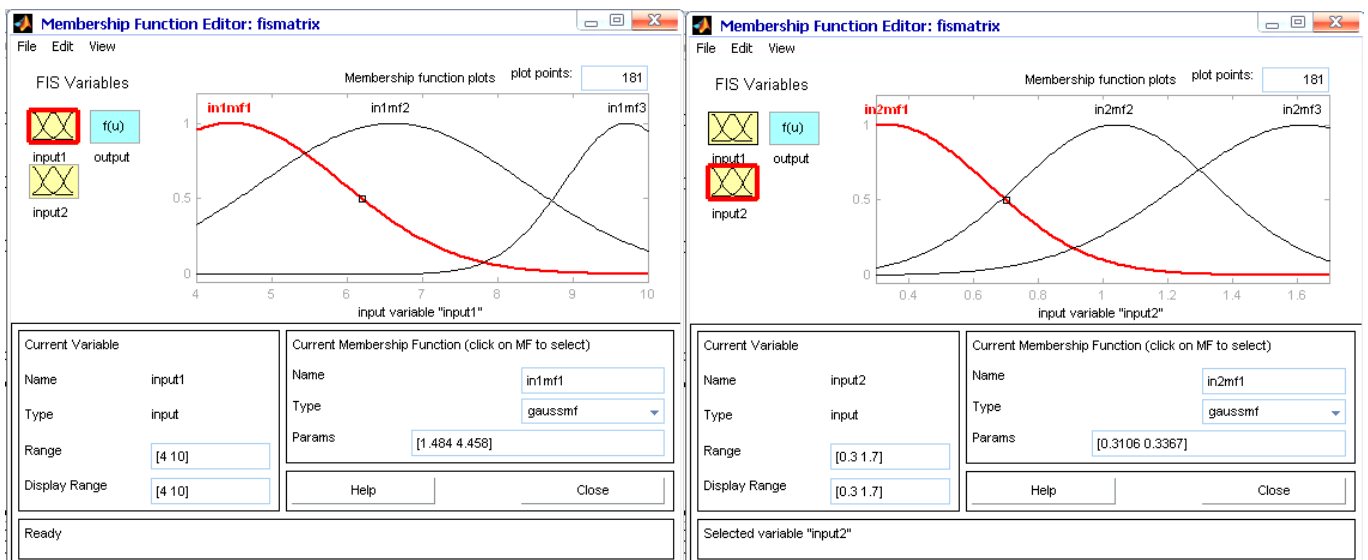 Membership Function Editor: fismatrix
File Edit View
FIS Variables
Membership function plots plot points: 181
in1mf1 in1mf2 in1mf3
f(u)
input1 output
input2
1
0.5
0
4 5 6 7 8 9 10
input variable "input1"
Current Variable
Name input1
Type input
Range [4 10]
Display Range [4 10]
Current Membership Function (click on MF to select)
Name in1mf1
Type gaussmf
Params [1.484 4.458]
Help Close
Ready
Membership Function Editor: fismatrix
File Edit View
FIS Variables
Membership function plots plot points: 181
in2mf1 in2mf2 in2mf3
f(u)
input1 output
input2
1
0.5
0
0.4 0.6 0.8 1 1.2 1.4 1.6
input variable "input2"
Current Variable
Name input2
Type input
Range [0.3 1.7]
Display Range [0.3 1.7]
Current Membership Function (click on MF to select)
Name in2mf1
Type gaussmf
Params [0.3106 0.3367]
Help Close
Selected variable "input2"